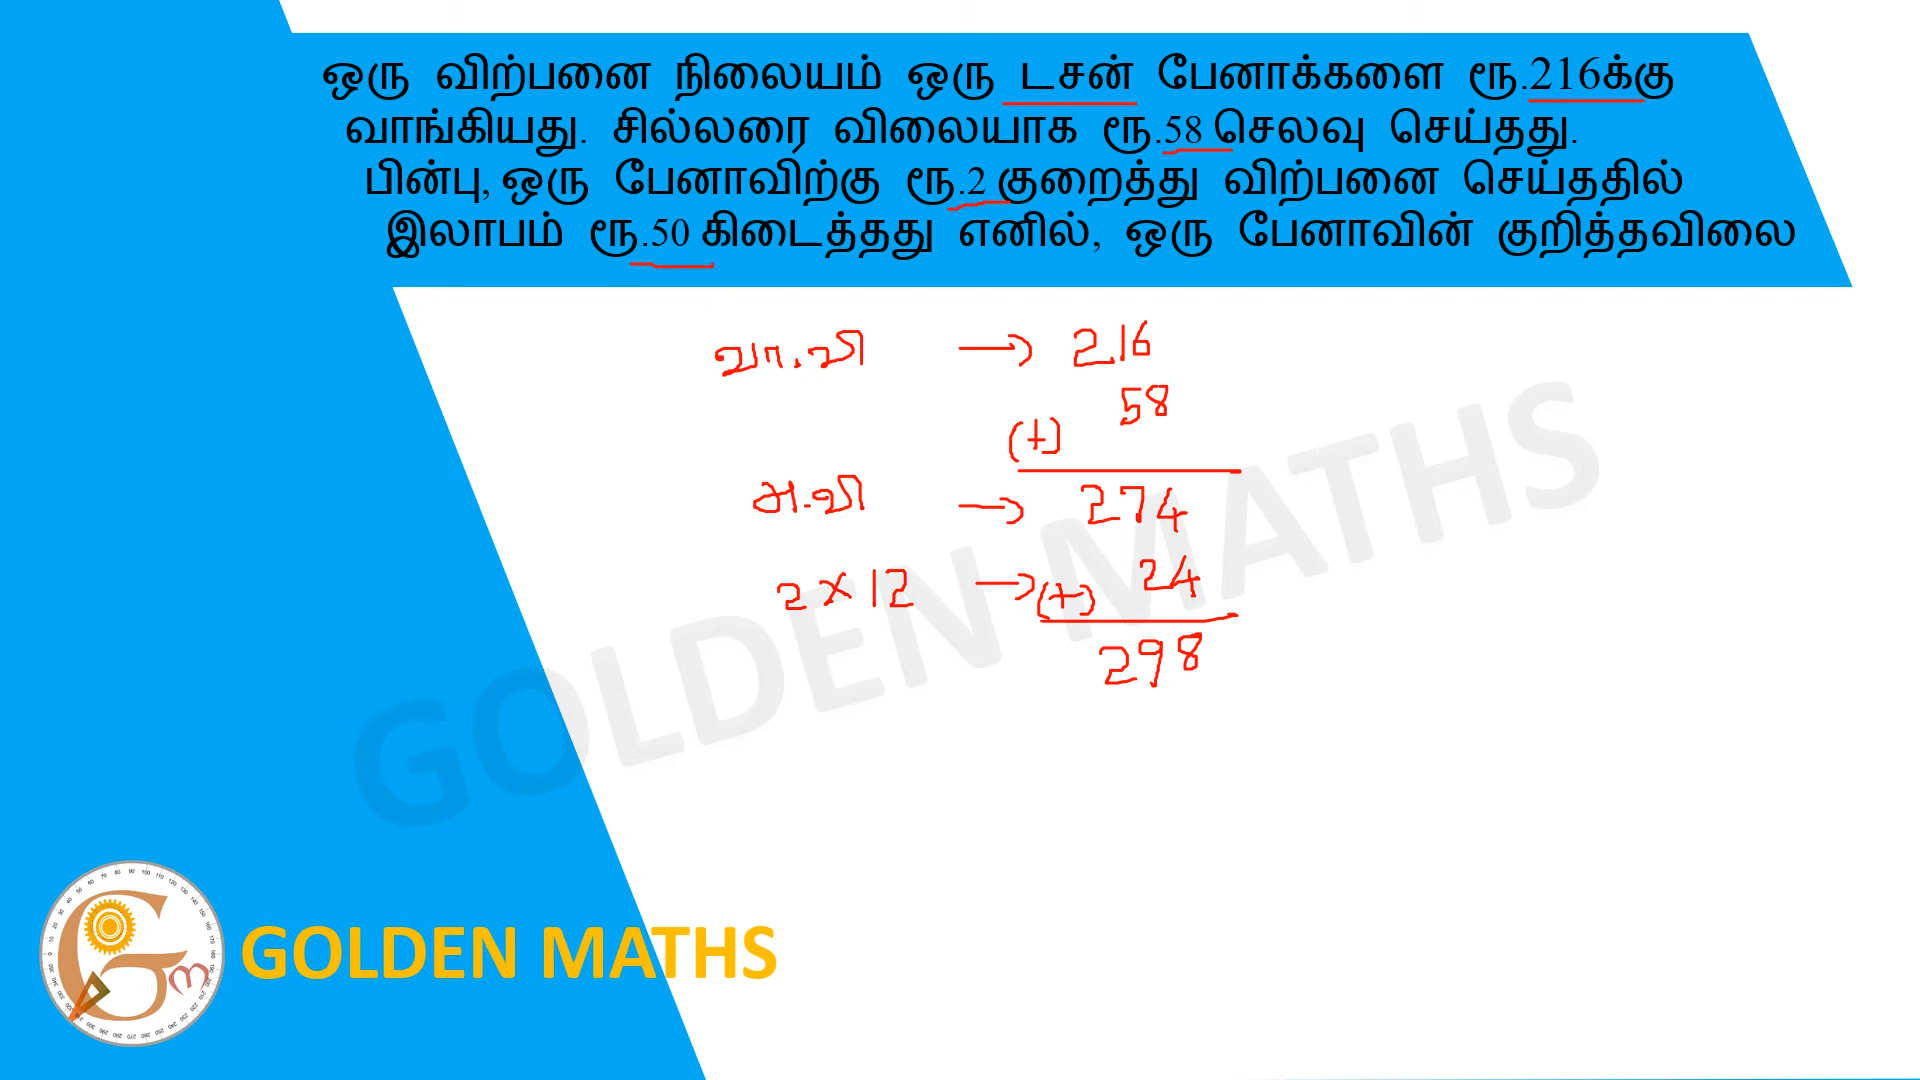 ஒரு விற்பனை நிலையம் ஒரு டசன் பேனாக்களை ரூ.216க்கு
வாங்கியது. சில்லரை விலையாக ரூ.58 செலவு செய்தது.
பின்பு, ஒரு பேனாவிற்கு ரூ.2 குறைத்து விற்பனை செய்ததில்
இலாபம் ரூ.50 கிடைத்தது எனில், ஒரு பேனாவின் குறித்தவிலை
வா.வி → 216
58
(+)
அ.வி → 274
2 × 12 → (+) 24
298
GOLDEN MATHS
GOLDEN MATHS